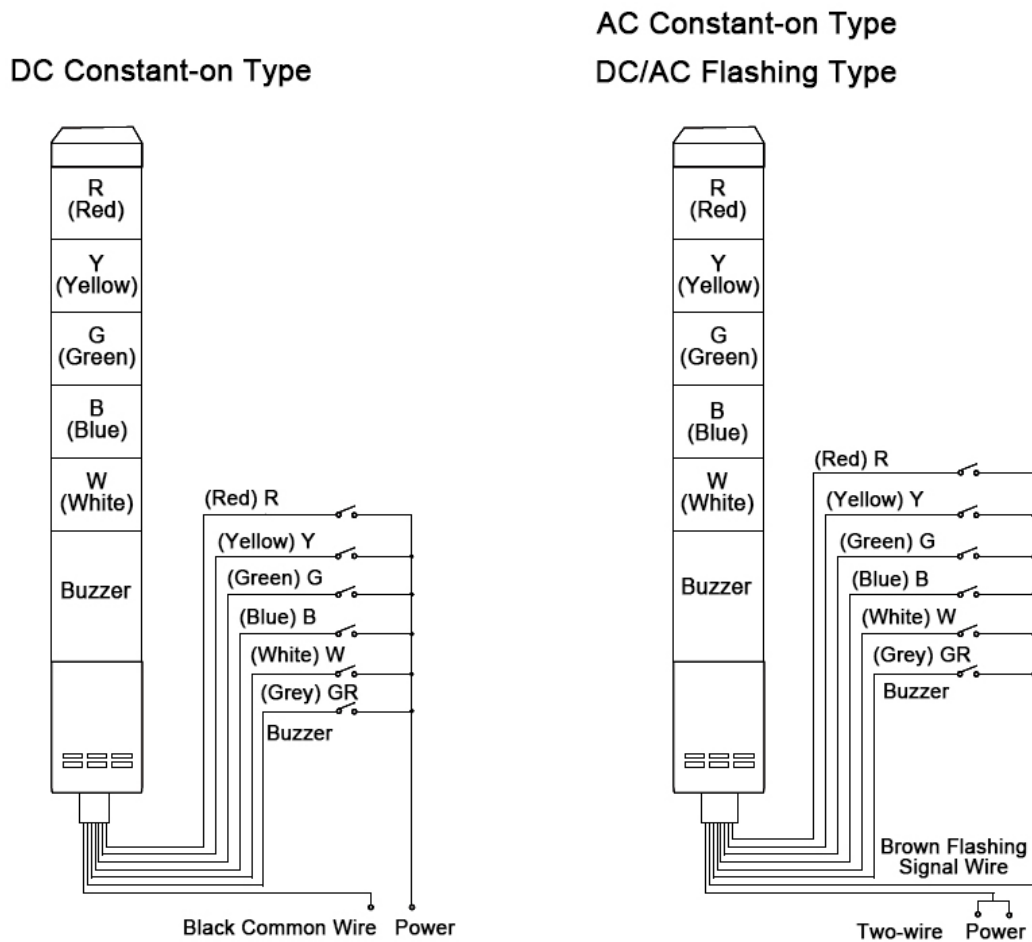 DC Constant-on Type
R
(Red)
Y
(Yellow)
G
(Green)
B
(Blue)
W
(White)
Buzzer
(Red) R
(Yellow) Y
(Green) G
(Blue) B
(White) W
(Grey) GR
Buzzer
Black Common Wire Power
AC Constant-on Type
DC/AC Flashing Type
R
(Red)
Y
(Yellow)
G
(Green)
B
(Blue)
W
(White)
Buzzer
(Red) R
(Yellow) Y
(Green) G
(Blue) B
(White) W
(Grey) GR
Buzzer
Brown Flashing
Signal Wire
Two-wire Power